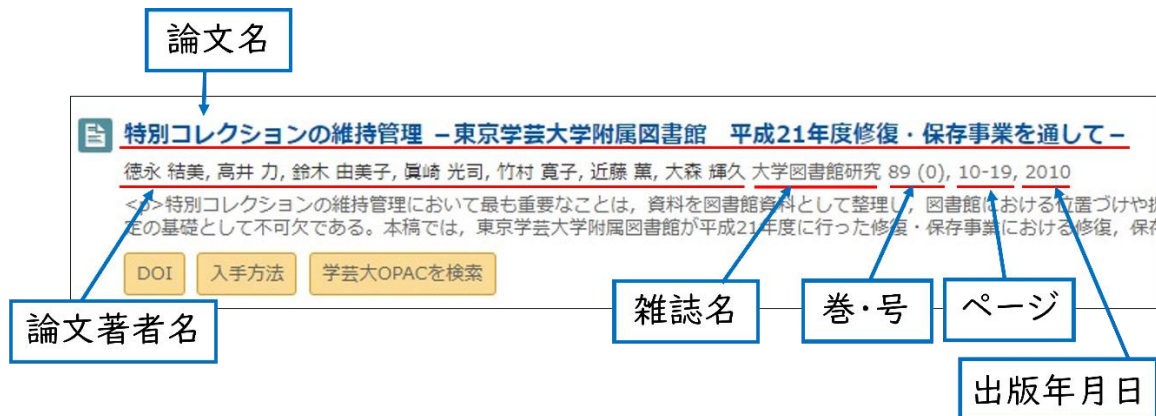 論文名
特別コレクションの維持管理 －東京学芸大学附属図書館 平成21年度修復・保存事業を通して－
徳永 結美, 高井 力, 鈴木 由美子, 眞崎 光司, 竹村 寛子, 近藤 薫, 大森 輝久 大学図書館研究 89 (0), 10-19, 2010
<p>特別コレクションの維持管理において最も重要なことは，資料を図書館資料として整理し，図書館における位置づけや
定の基礎として不可欠である。本稿では，東京学芸大学附属図書館が平成21年度に行った修復・保存事業における修復，保存
DOI 入手方法 学芸大OPACを検索
論文著者名 雑誌名 巻・号 ページ
出版年月日